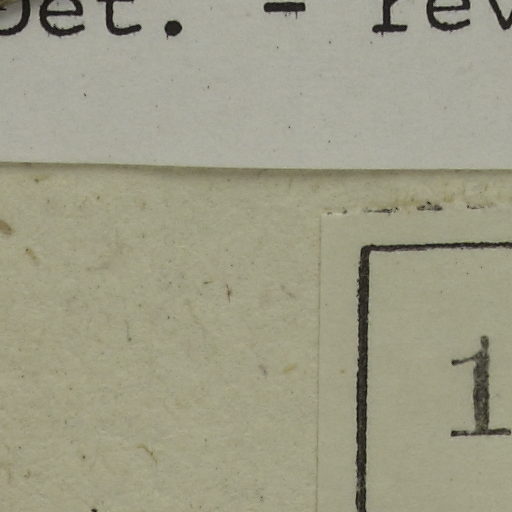 Det. - rev
1